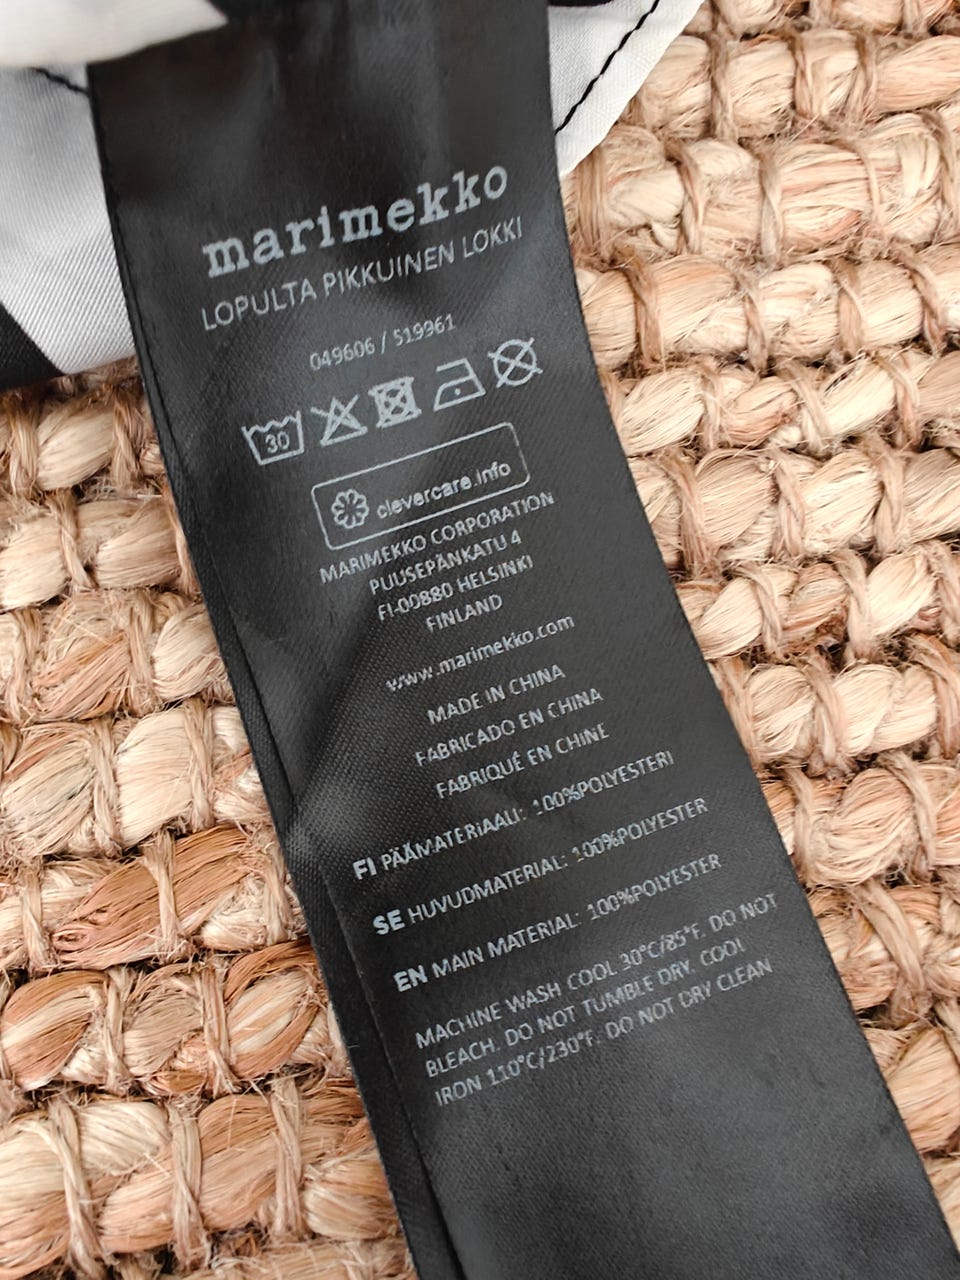 marimekko
LOPULTA PIKKUINEN LOKKI
049606 / 519961
30
clevercare.info
MARIMEKKO CORPORATION
PUUSEPÄNKATU 4
FI-00880 HELSINKI
FINLAND
www.marimekko.com
MADE IN CHINA
FABRICADO EN CHINA
FABRIQUÉ EN CHINE
FI PÄÄMATERIAALI: 100%POLYESTERI
SE HUVUDMATERIAL: 100%POLYESTER
EN MAIN MATERIAL: 100%POLYESTER
MACHINE WASH COOL 30°C/85°F. DO NOT
BLEACH. DO NOT TUMBLE DRY. COOL
IRON 110°C/230°F. DO NOT DRY CLEAN